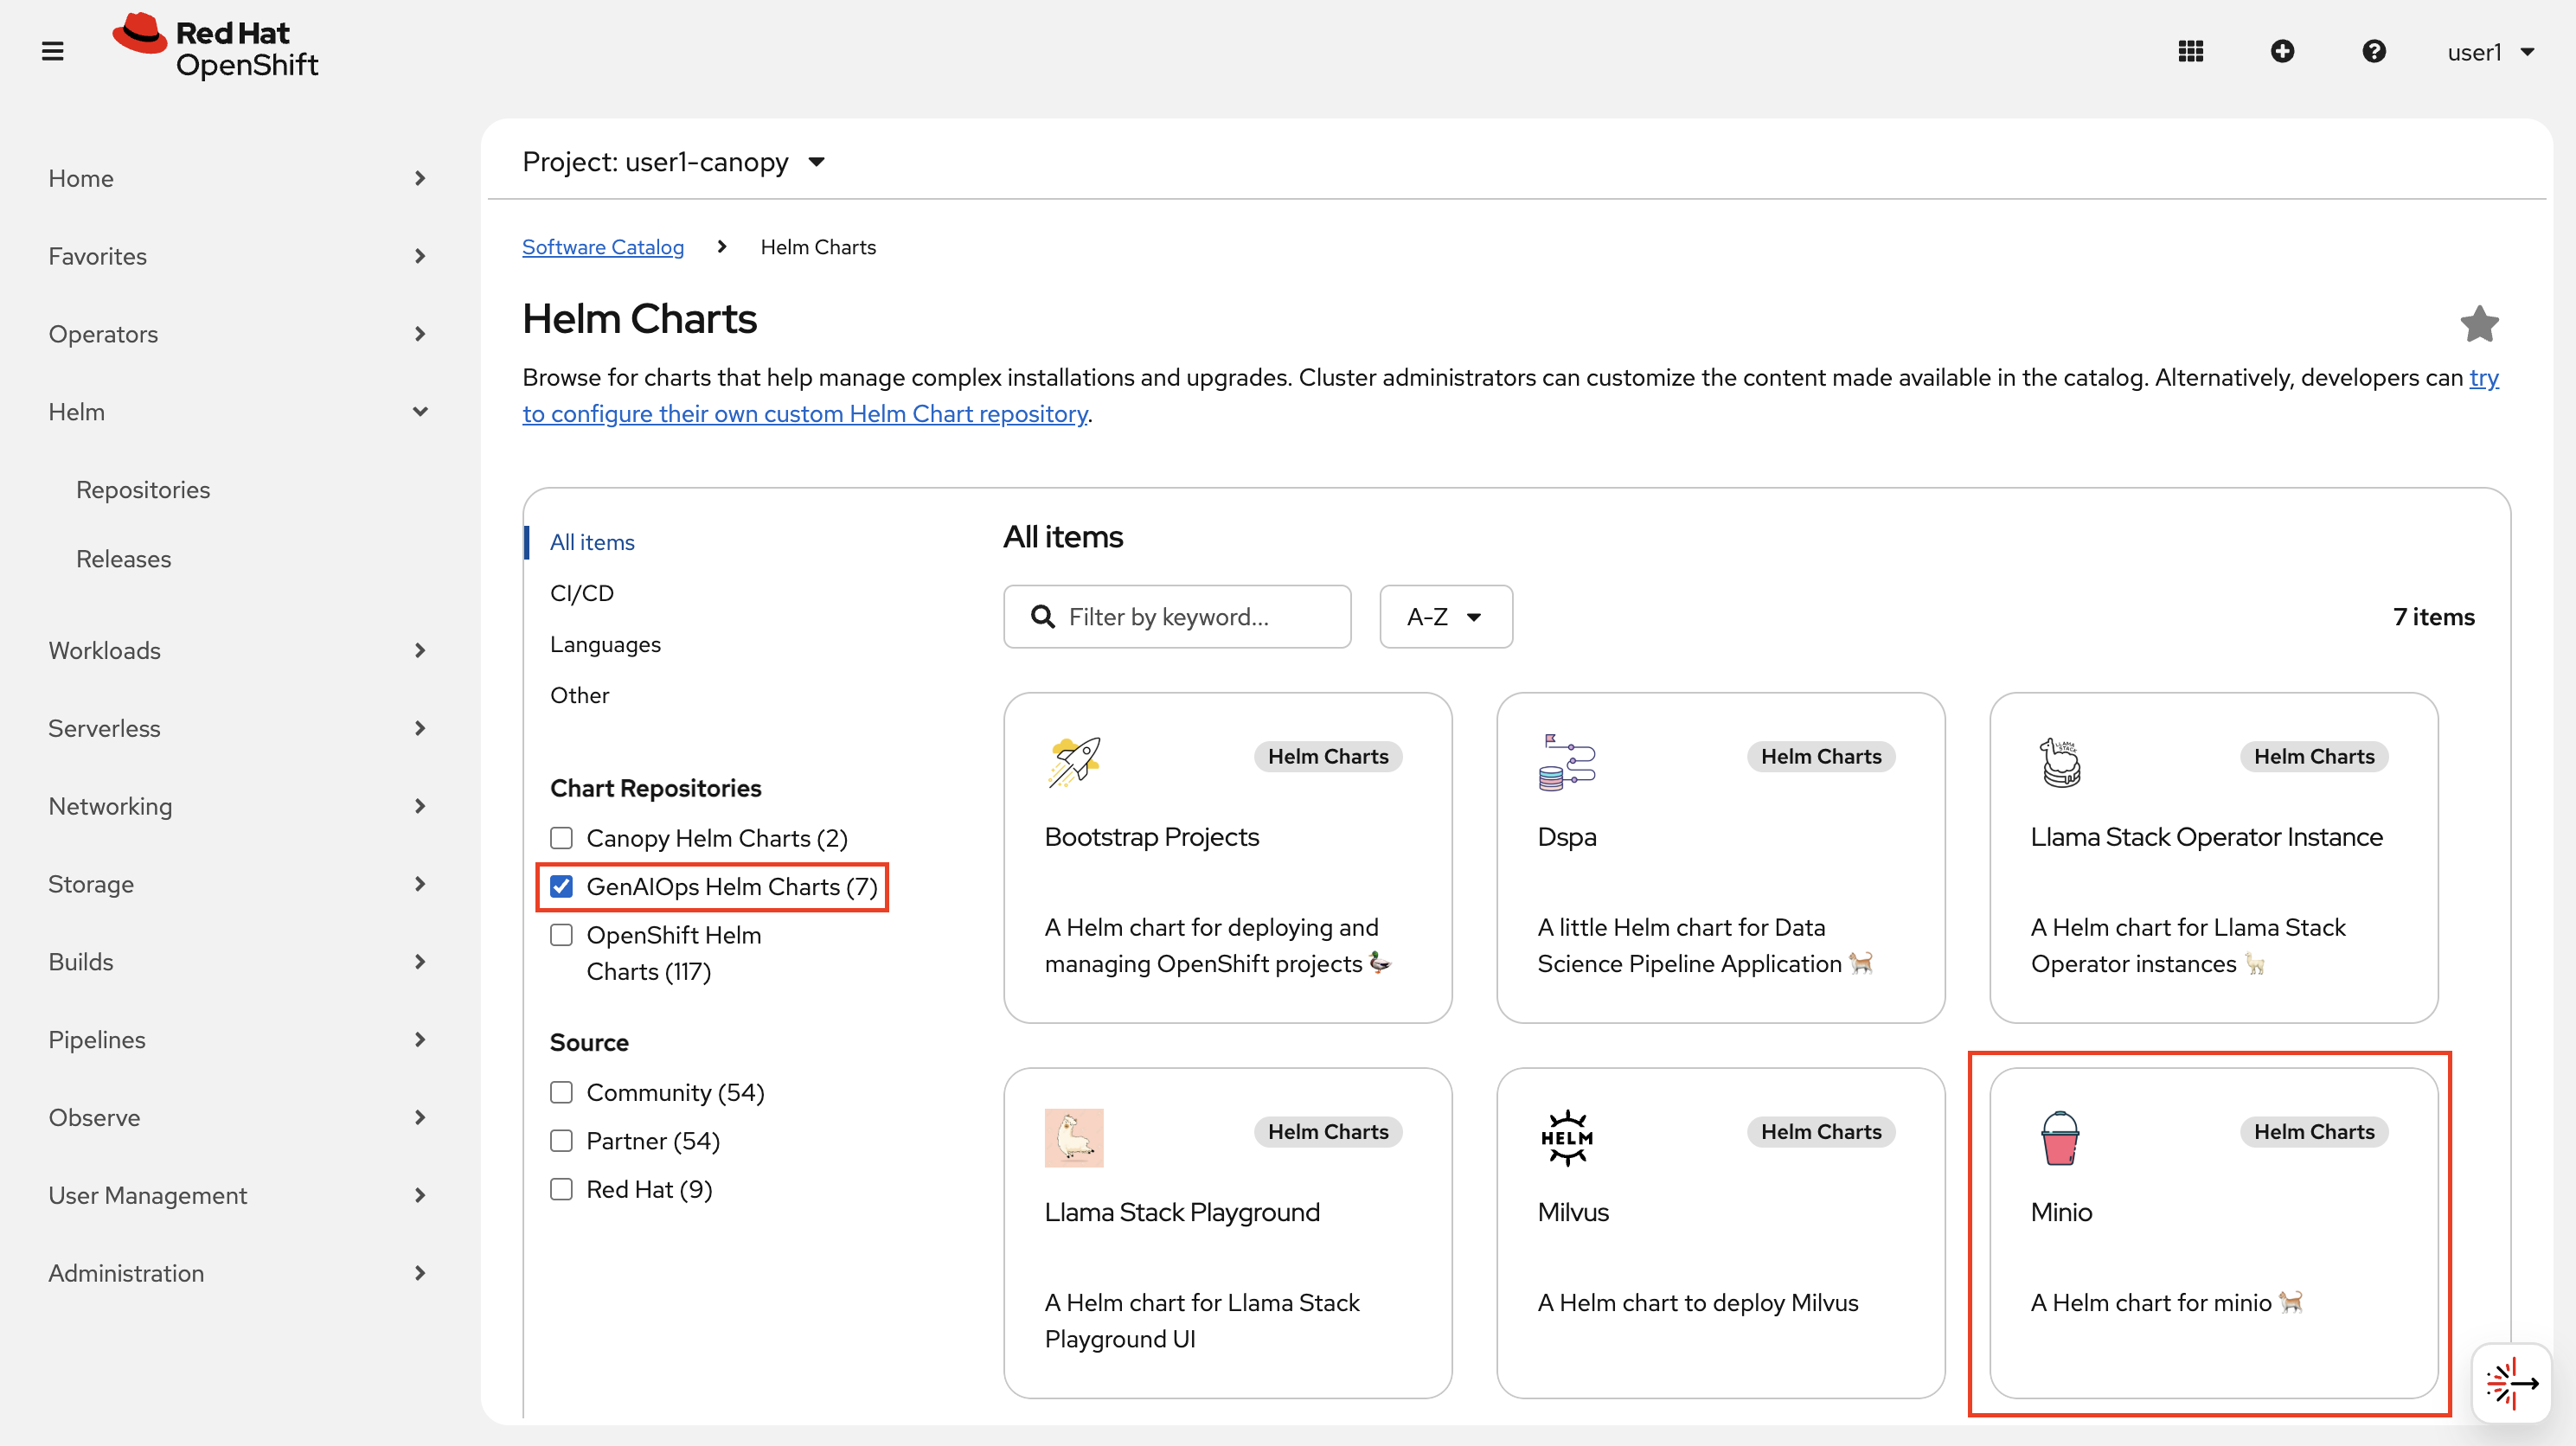 Red Hat
OpenShift
user1
Home
Favorites
Operators
Helm
Repositories
Releases
Workloads
Serverless
Networking
Storage
Builds
Pipelines
Observe
User Management
Administration
Project: user1-canopy
Software Catalog
Helm Charts
Helm Charts
Browse for charts that help manage complex installations and upgrades. Cluster administrators can customize the content made available in the catalog. Alternatively, developers can try
to configure their own custom Helm Chart repository.
All items
CI/CD
Languages
Other
Chart Repositories
Canopy Helm Charts (2)
GenAIOps Helm Charts (7)
OpenShift Helm
Charts (117)
Source
Community (54)
Partner (54)
Red Hat (9)
All items
Filter by keyword...
A-Z
7 items
Helm Charts
Bootstrap Projects
A Helm chart for deploying and
managing OpenShift projects 🦆
Helm Charts
Dspa
A little Helm chart for Data
Science Pipeline Application 🐈
LLAMA
STACK
Helm Charts
Llama Stack Operator Instance
A Helm chart for Llama Stack
Operator instances 🦙
Helm Charts
Llama Stack Playground
A Helm chart for Llama Stack
Playground UI
HELM
Helm Charts
Milvus
A Helm chart to deploy Milvus
Helm Charts
Minio
A Helm chart for minio 🐈